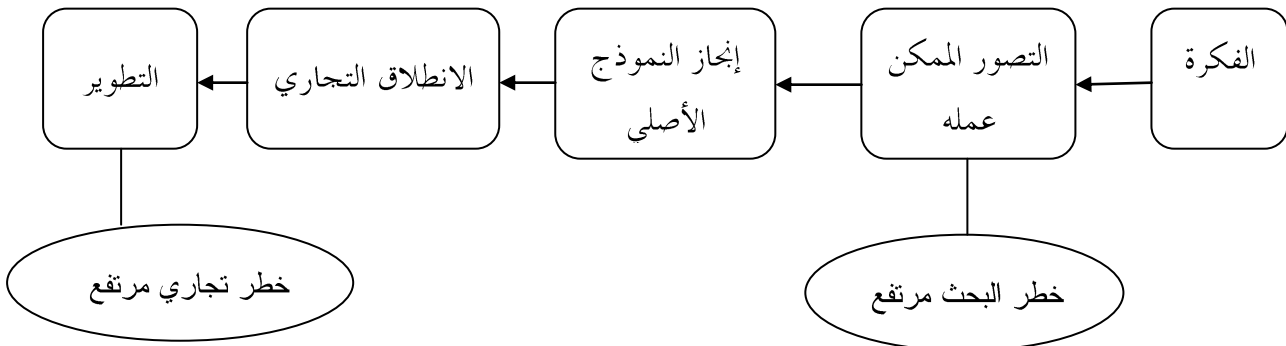 الفكرة
التصور الممكن
عمله
إنجاز النموذج
الأصلي
الانطلاق التجاري
التطوير
خطر البحث مرتفع
خطر تجاري مرتفع